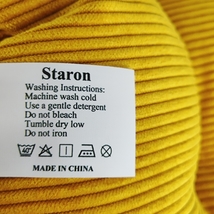 Staron
Washing Instructions:
Machine wash cold
Use a gentle detergent
Do not bleach
Tumble dry low
Do not iron
MADE IN CHINA